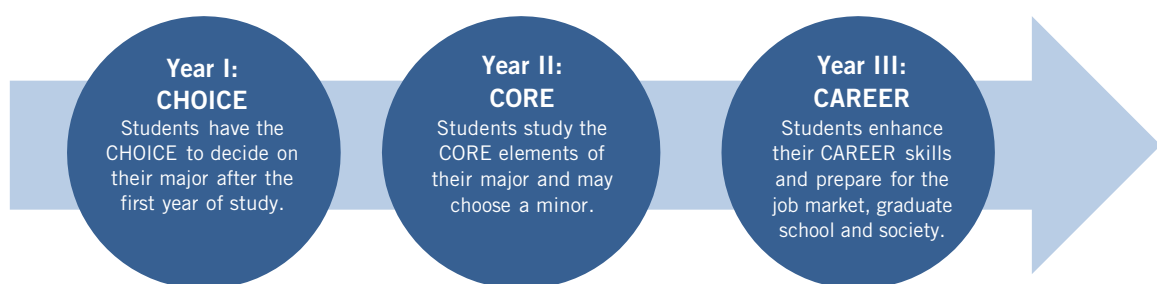 Year I:
CHOICE
Students have the
CHOICE to decide on
their major after the
first year of study.
Year II:
CORE
Students study the
CORE elements of
their major and may
choose a minor.
Year III:
CAREER
Students enhance
their CAREER skills
and prepare for the
job market, graduate
school and society.